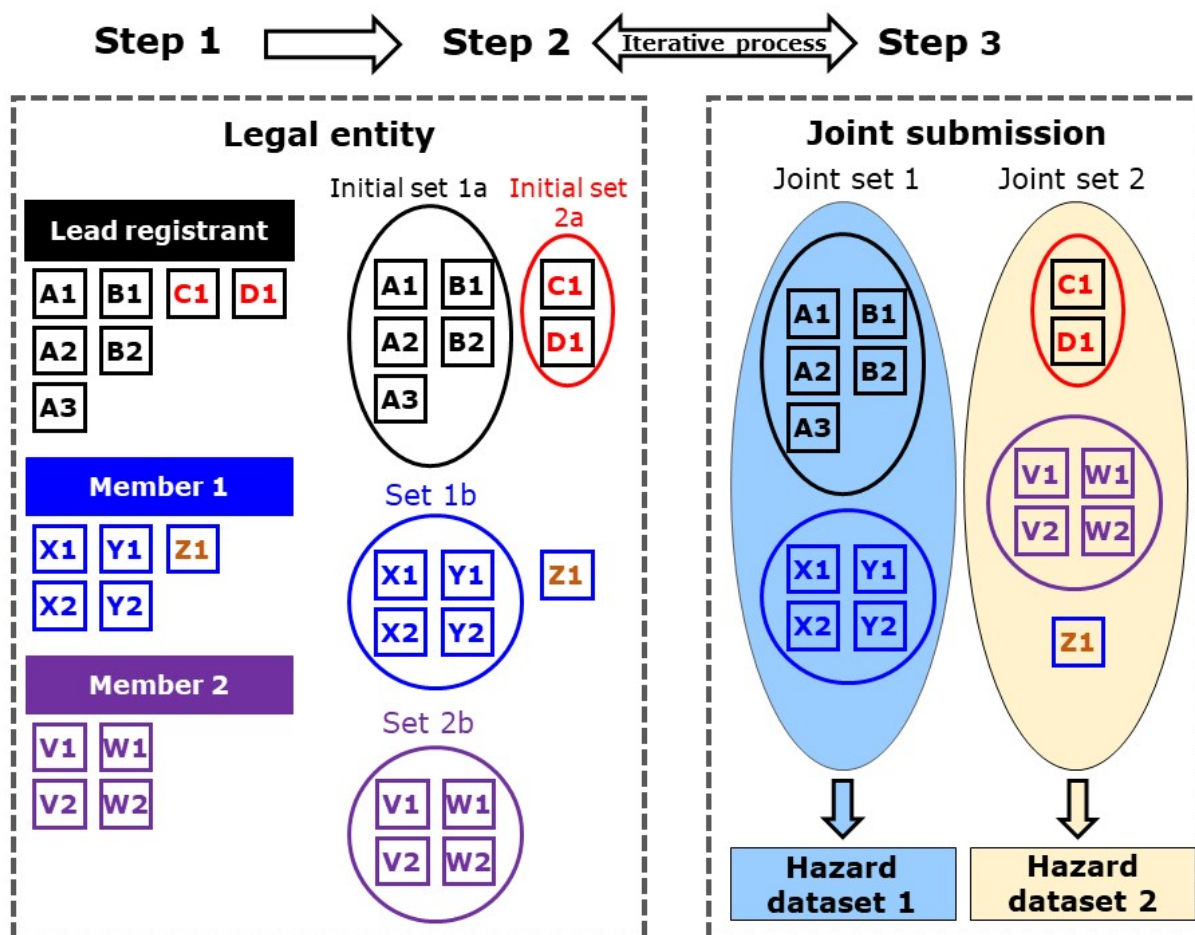 Step 1 Step 2 Iterative process Step 3
Legal entity
Initial set 1a Initial set
2a
Lead registrant
A1 B1 C1 D1
A2 B2
A3
A1 B1 C1
A2 B2 D1
A3
Member 1
X1 Y1 Z1
X2 Y2
Set 1b
X1 Y1 Z1
X2 Y2
Member 2
V1 W1
V2 W2
Set 2b
V1 W1
V2 W2
Joint submission
Joint set 1 Joint set 2
A1 B1
A2 B2
A3
X1 Y1
X2 Y2
C1
D1
V1 W1
V2 W2
Z1
Hazard
dataset 1
Hazard
dataset 2